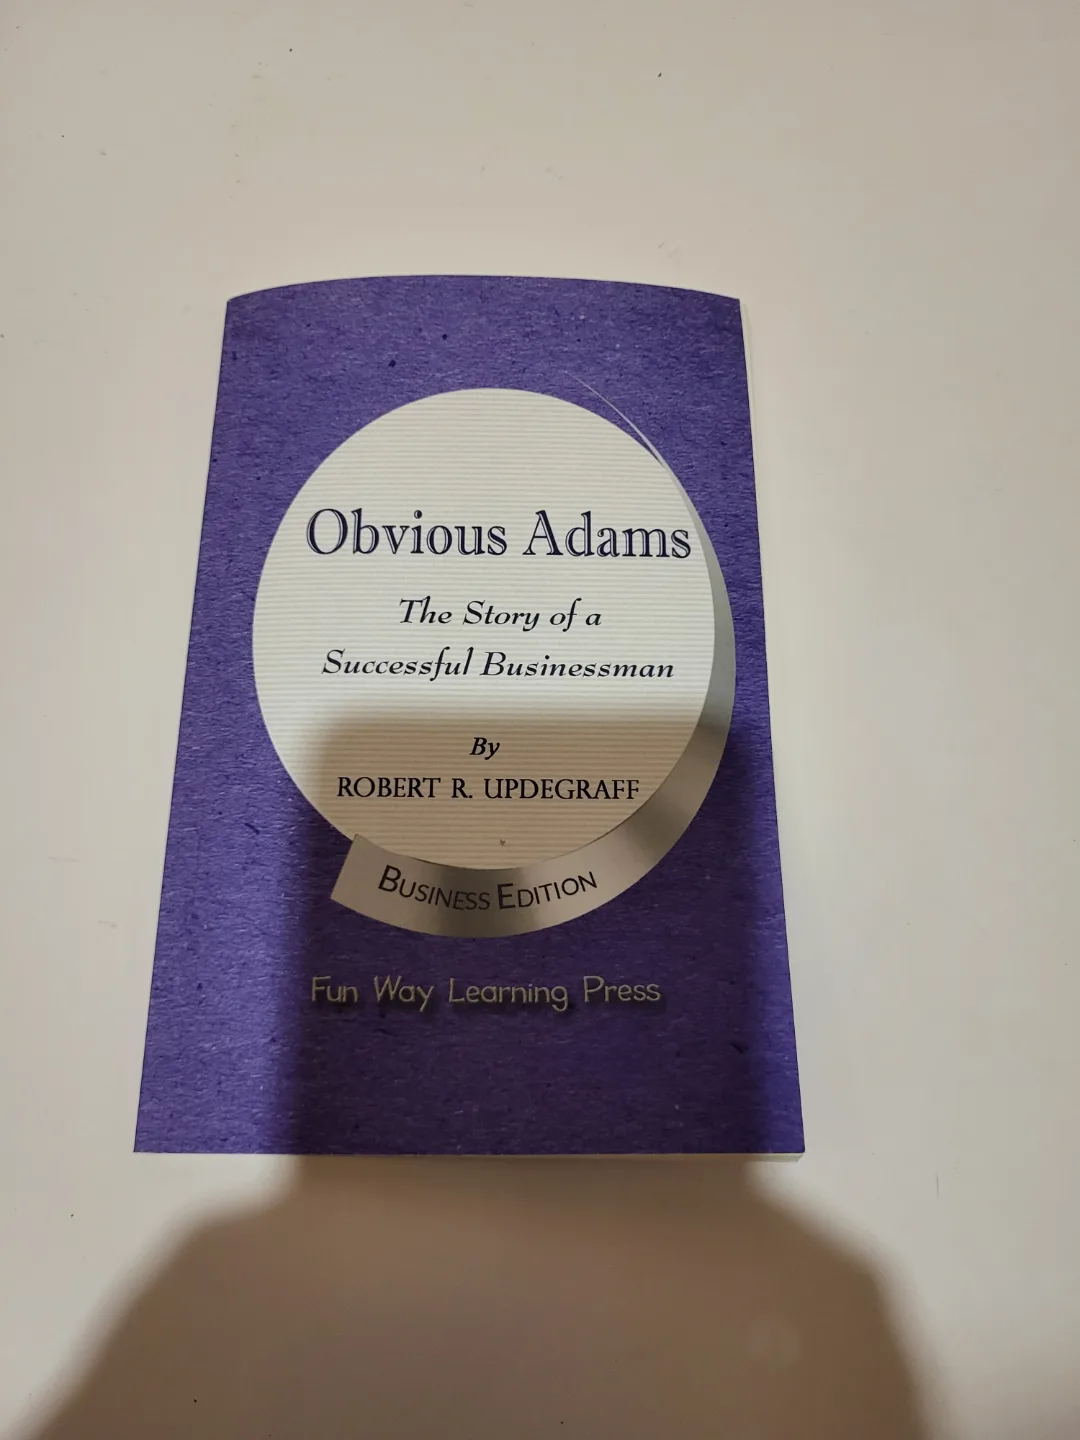 Obvious Adams
The Story of a
Successful Businessman
By
ROBERT R. UPDEGRAFF
BUSINESS EDITION
Fun Way Learning Press